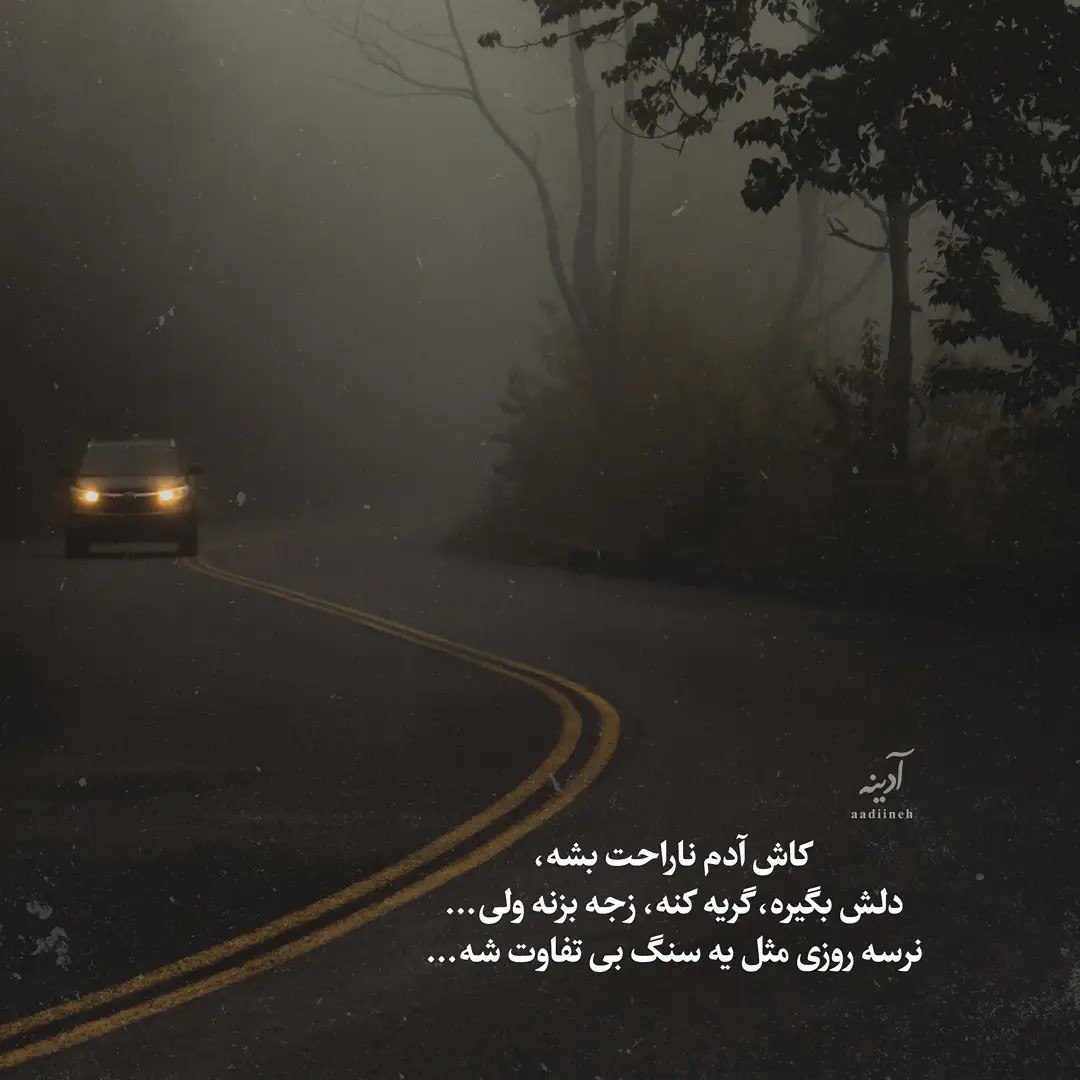 آدینه
aadiineh
کاش آدم ناراحت بشه،
دلش بگیره،گریه کنه، زجه بزنه ولی...
نرسه روزی مثل یه سنگ بی تفاوت شه...